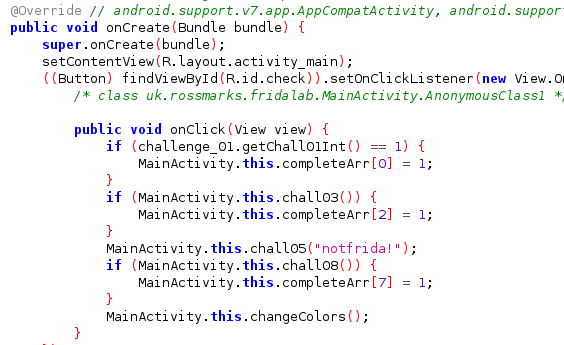 @Override // android.support.v7.app.AppCompatActivity, android.suppor
public void onCreate(Bundle bundle) {
super.onCreate(bundle);
setContentView(R.layout.activity_main);
((Button) findViewById(R.id.check)).setOnClickListener(new View.On
/* class uk.rossmarks.fridalab.MainActivity.AnonymousClass1 */
public void onClick(View view) {
if (challenge_01.getChall01Int() == 1) {
MainActivity.this.completeArr[0] = 1;
}
if (MainActivity.this.chall03()) {
MainActivity.this.completeArr[2] = 1;
}
MainActivity.this.chall05("notfrida!");
if (MainActivity.this.chall08()) {
MainActivity.this.completeArr[7] = 1;
}
MainActivity.this.changeColors();
}